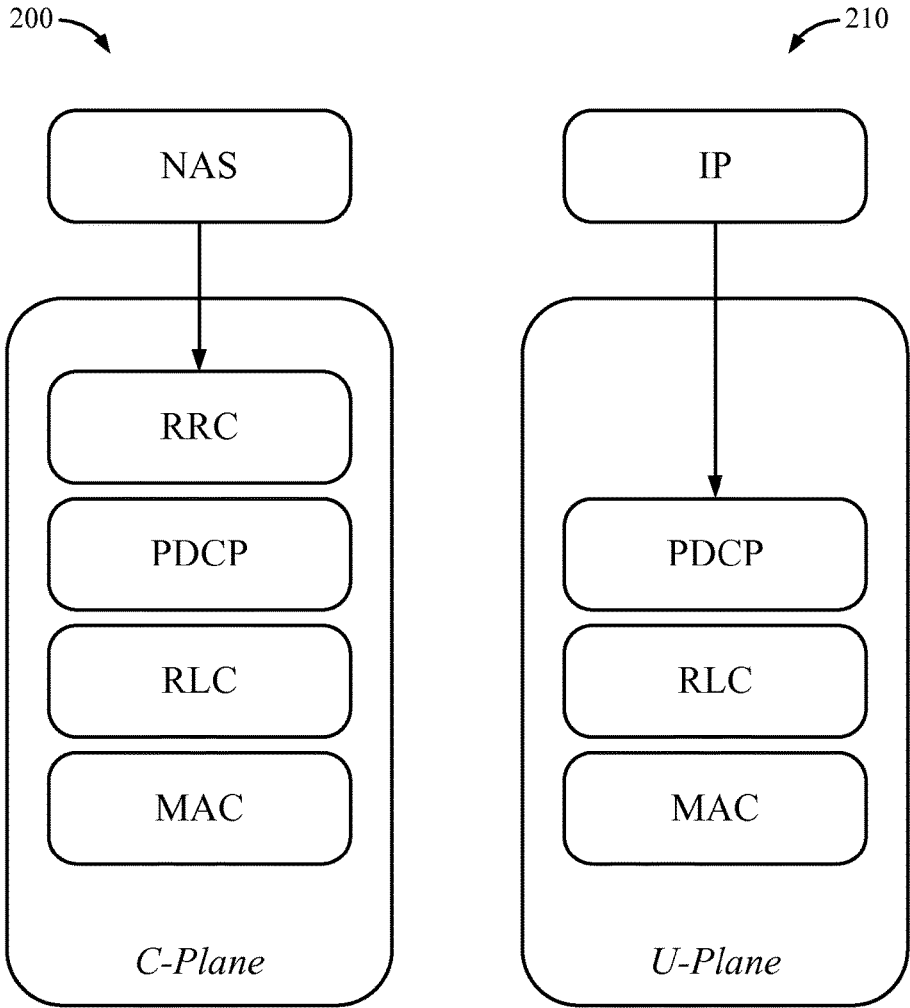 200
210
NAS
IP
RRC
PDCP
PDCP
RLC
RLC
MAC
MAC
C-Plane
U-Plane